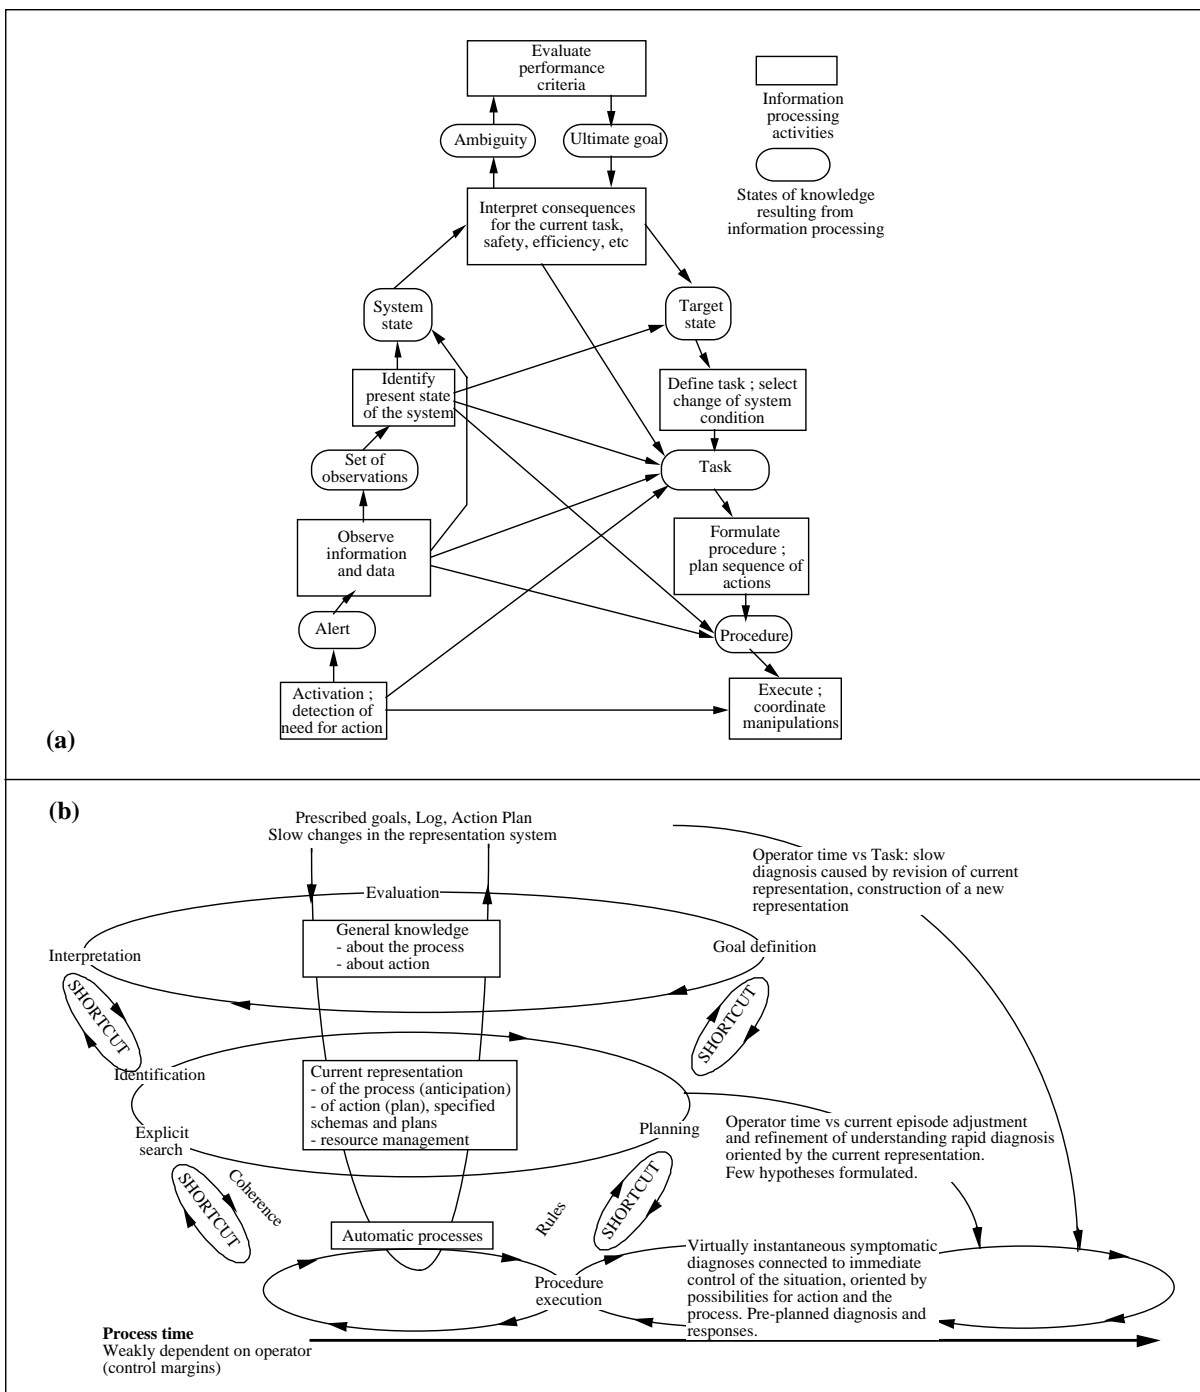 Evaluate
performance
criteria
Information
processing
activities
Ambiguity
Ultimate goal
States of knowledge
resulting from
information processing
Interpret consequences
for the current task,
safety, efficiency, etc
System
state
Target
state
Identify
present state
of the system
Define task ; select
change of system
condition
Set of
observations
Task
Observe
information
and data
Formulate
procedure ;
plan sequence of
actions
Alert
Procedure
Activation ;
detection of
need for action
Execute ;
coordinate
manipulations
(a)
(b)
Prescribed goals, Log, Action Plan
Slow changes in the representation system
Operator time vs Task: slow
diagnosis caused by revision of current
representation, construction of a new
representation
Evaluation
General knowledge
- about the process
- about action
Interpretation
Goal definition
SHORTCUT
SHORTCUT
Identification
Current representation
- of the process (anticipation)
- of action (plan), specified
schemas and plans
- resource management
Explicit
search
Planning
Operator time vs current episode adjustment
and refinement of understanding rapid diagnosis
oriented by the current representation.
Few hypotheses formulated.
SHORTCUT
Coherence
Rules
SHORTCUT
Automatic processes
Procedure
execution
Virtually instantaneous symptomatic
diagnoses connected to immediate
control of the situation, oriented by
possibilities for action and the
process. Pre-planned diagnosis and
responses.
Process time
Weakly dependent on operator
(control margins)